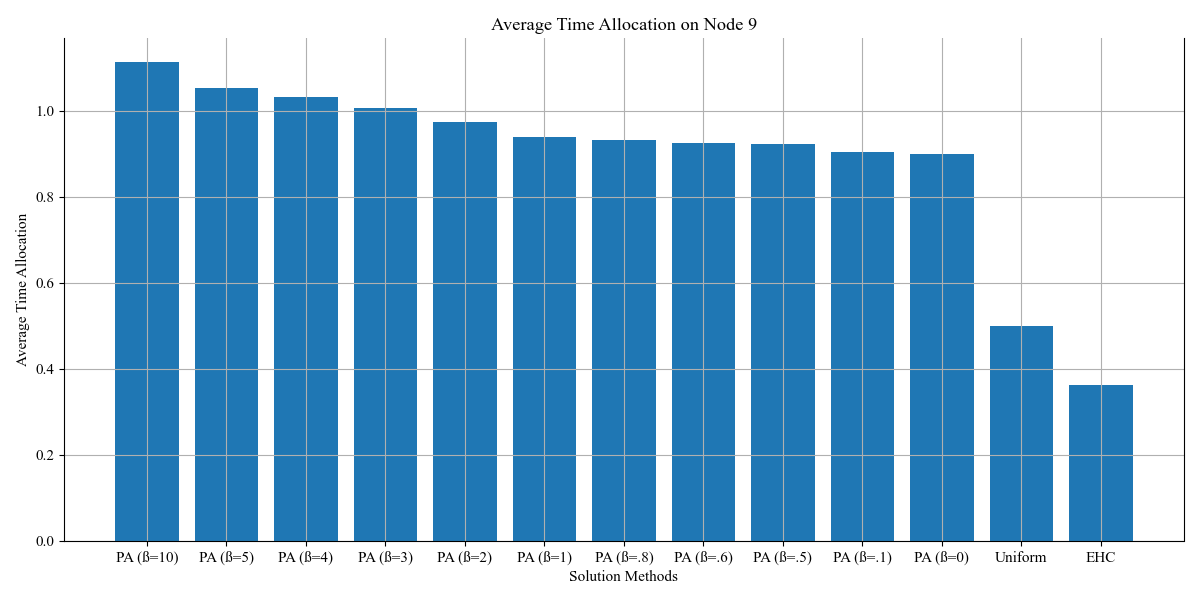 Average Time Allocation on Node 9
Average Time Allocation
1.0
0.8
0.6
0.4
0.2
0.0
PA (ß=10) PA (ß=5) PA (ß=4) PA (ß=3) PA (ß=2) PA (ß=1) PA (ß=.8) PA (ß=.6) PA (ß=.5) PA (ß=.1) PA (ß=0) Uniform EHC
Solution Methods